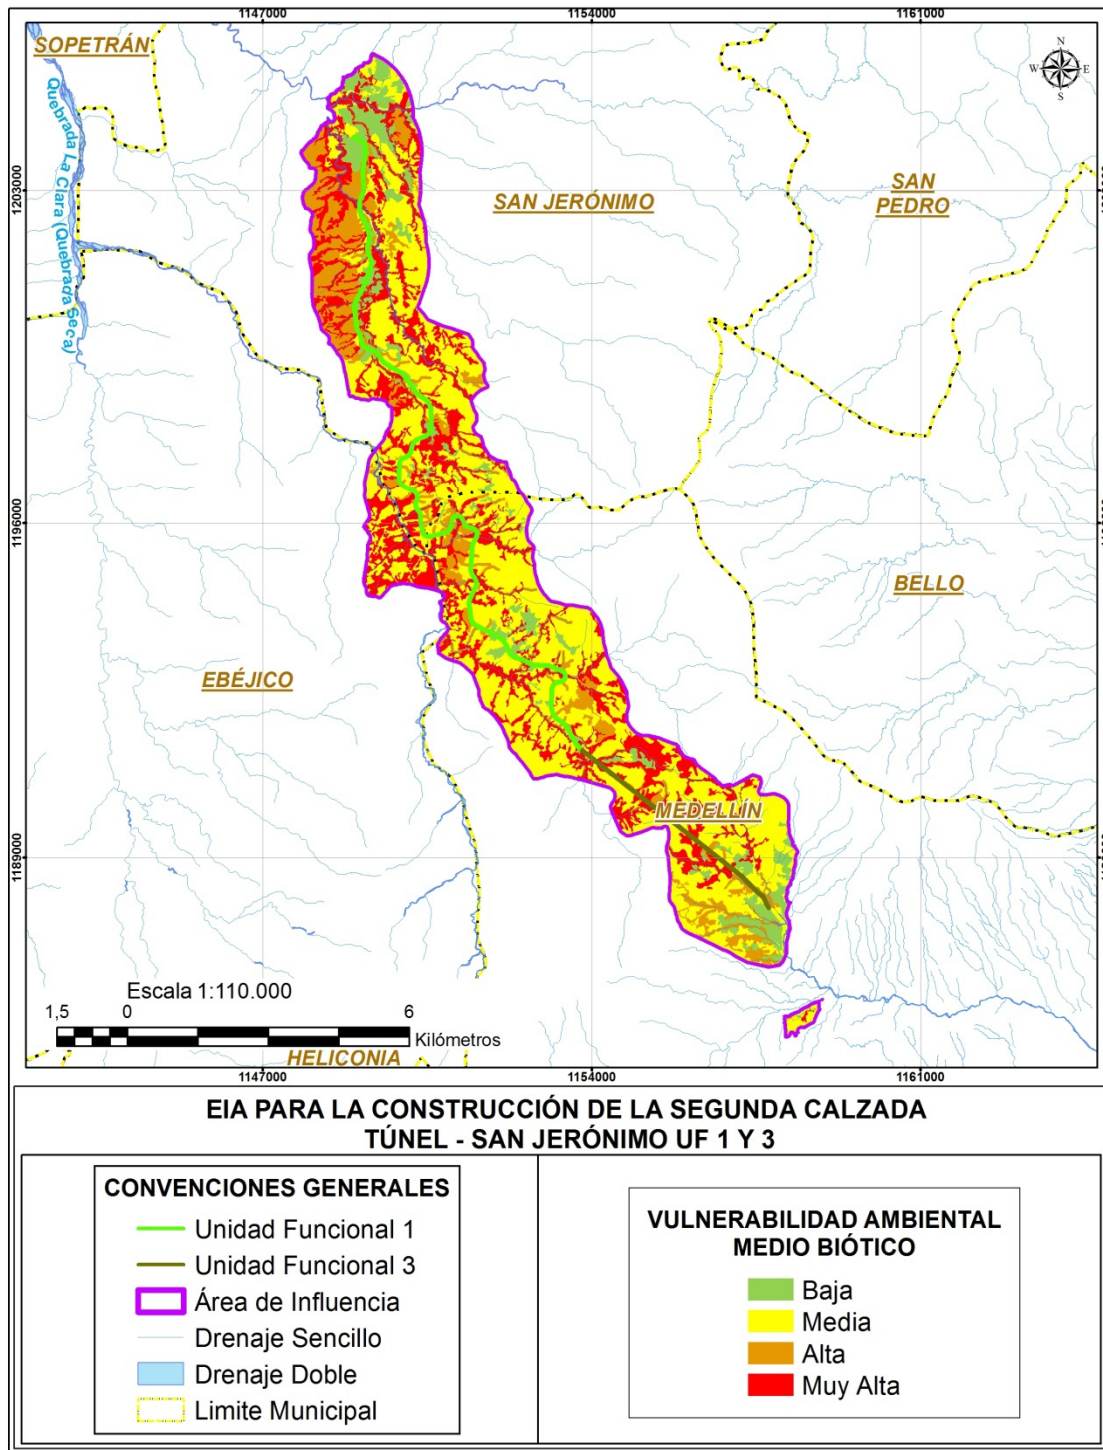 1147000
1154000
1161000
SOPETRÁN
N
W
E
S
Quebrada La Clara (Quebrada Seca)
1203000
SAN JERÓNIMO
SAN
PEDRO
1196000
BELLO
EBÉJICO
MEDELLÍN
1189000
Escala 1:110.000
1,5
0
6
Kilómetros
HELICONIA
1147000
1154000
1161000
EIA PARA LA CONSTRUCCIÓN DE LA SEGUNDA CALZADA
TÚNEL - SAN JERÓNIMO UF 1 Y 3
CONVENCIONES GENERALES
Unidad Funcional 1
Unidad Funcional 3
Área de Influencia
Drenaje Sencillo
Drenaje Doble
Limite Municipal
VULNERABILIDAD AMBIENTAL
MEDIO BIÓTICO
Baja
Media
Alta
Muy Alta